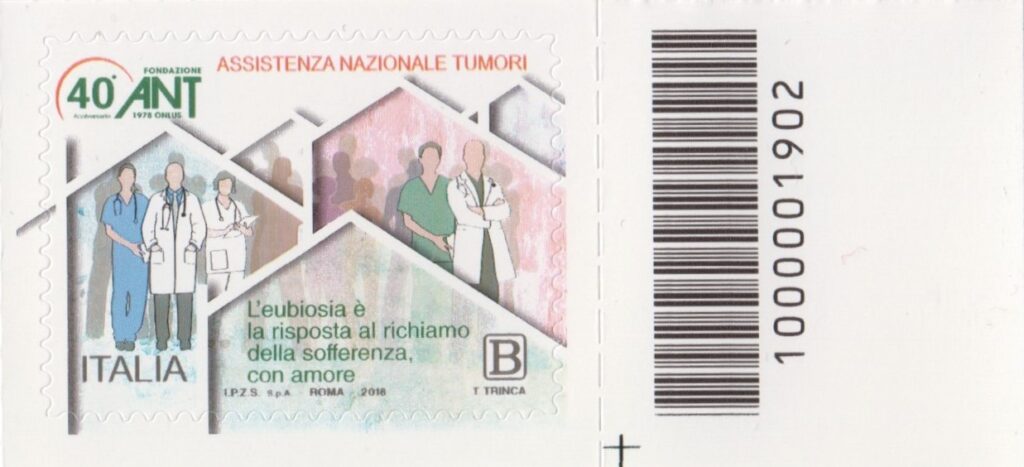 ASSISTENZA NAZIONALE TUMORI
40°
Anniversario
FONDAZIONE
ANT
1978 ONLUS
L'eubiosia è
la risposta al richiamo
della sofferenza,
con amore
B
ITALIA
I.P.Z.S. S.p.A. ROMA 2018
T TRINCA
1000001902